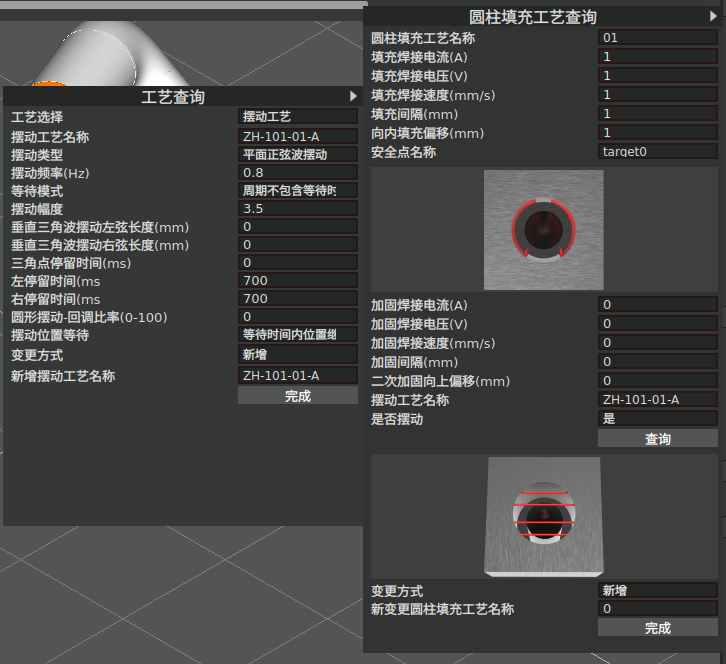 工艺查询
工艺选择 摆动工艺
摆动工艺名称 ZH-101-01-A
摆动类型 平面正弦波摆动
摆动频率(Hz) 0.8
等待模式 周期不包含等待时
摆动幅度 3.5
垂直三角波摆动左弦长度(mm) 0
垂直三角波摆动右弦长度(mm) 0
三角点停留时间(ms) 0
左停留时间(ms 700
右停留时间(ms 700
圆形摆动-回调比率(0-100) 0
摆动位置等待 等待时间内位置继
变更方式 新增
新增摆动工艺名称 ZH-101-01-A
完成
圆柱填充工艺查询
圆柱填充工艺名称 01
填充焊接电流(A) 1
填充焊接电压(V) 1
填充焊接速度(mm/s) 1
填充间隔(mm) 1
向内填充偏移(mm) 1
安全点名称 target0
加固焊接电流(A) 0
加固焊接电压(V) 0
加固焊接速度(mm/s) 0
加固间隔(mm) 0
二次加固向上偏移(mm) 0
摆动工艺名称 ZH-101-01-A
是否摆动 是
查询
变更方式 新增
新变更圆柱填充工艺名称 0
完成